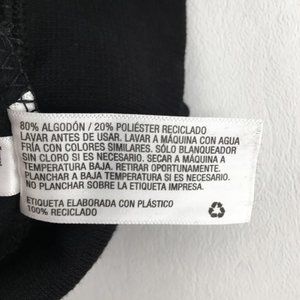 80% ALGODÓN / 20% POLIÉSTER RECICLADO
LAVAR ANTES DE USAR. LAVAR A MÁQUINA CON AGUA
FRÍA CON COLORES SIMILARES. SÓLO BLANQUEADOR
SIN CLORO SI ES NECESARIO. SECAR A MÁQUINA A
TEMPERATURA BAJA. RETIRAR OPORTUNAMENTE.
PLANCHAR A BAJA TEMPERATURA SI ES NECESARIO.
NO PLANCHAR SOBRE LA ETIQUETA IMPRESA.
ETIQUETA ELABORADA CON PLÁSTICO
100% RECICLADO